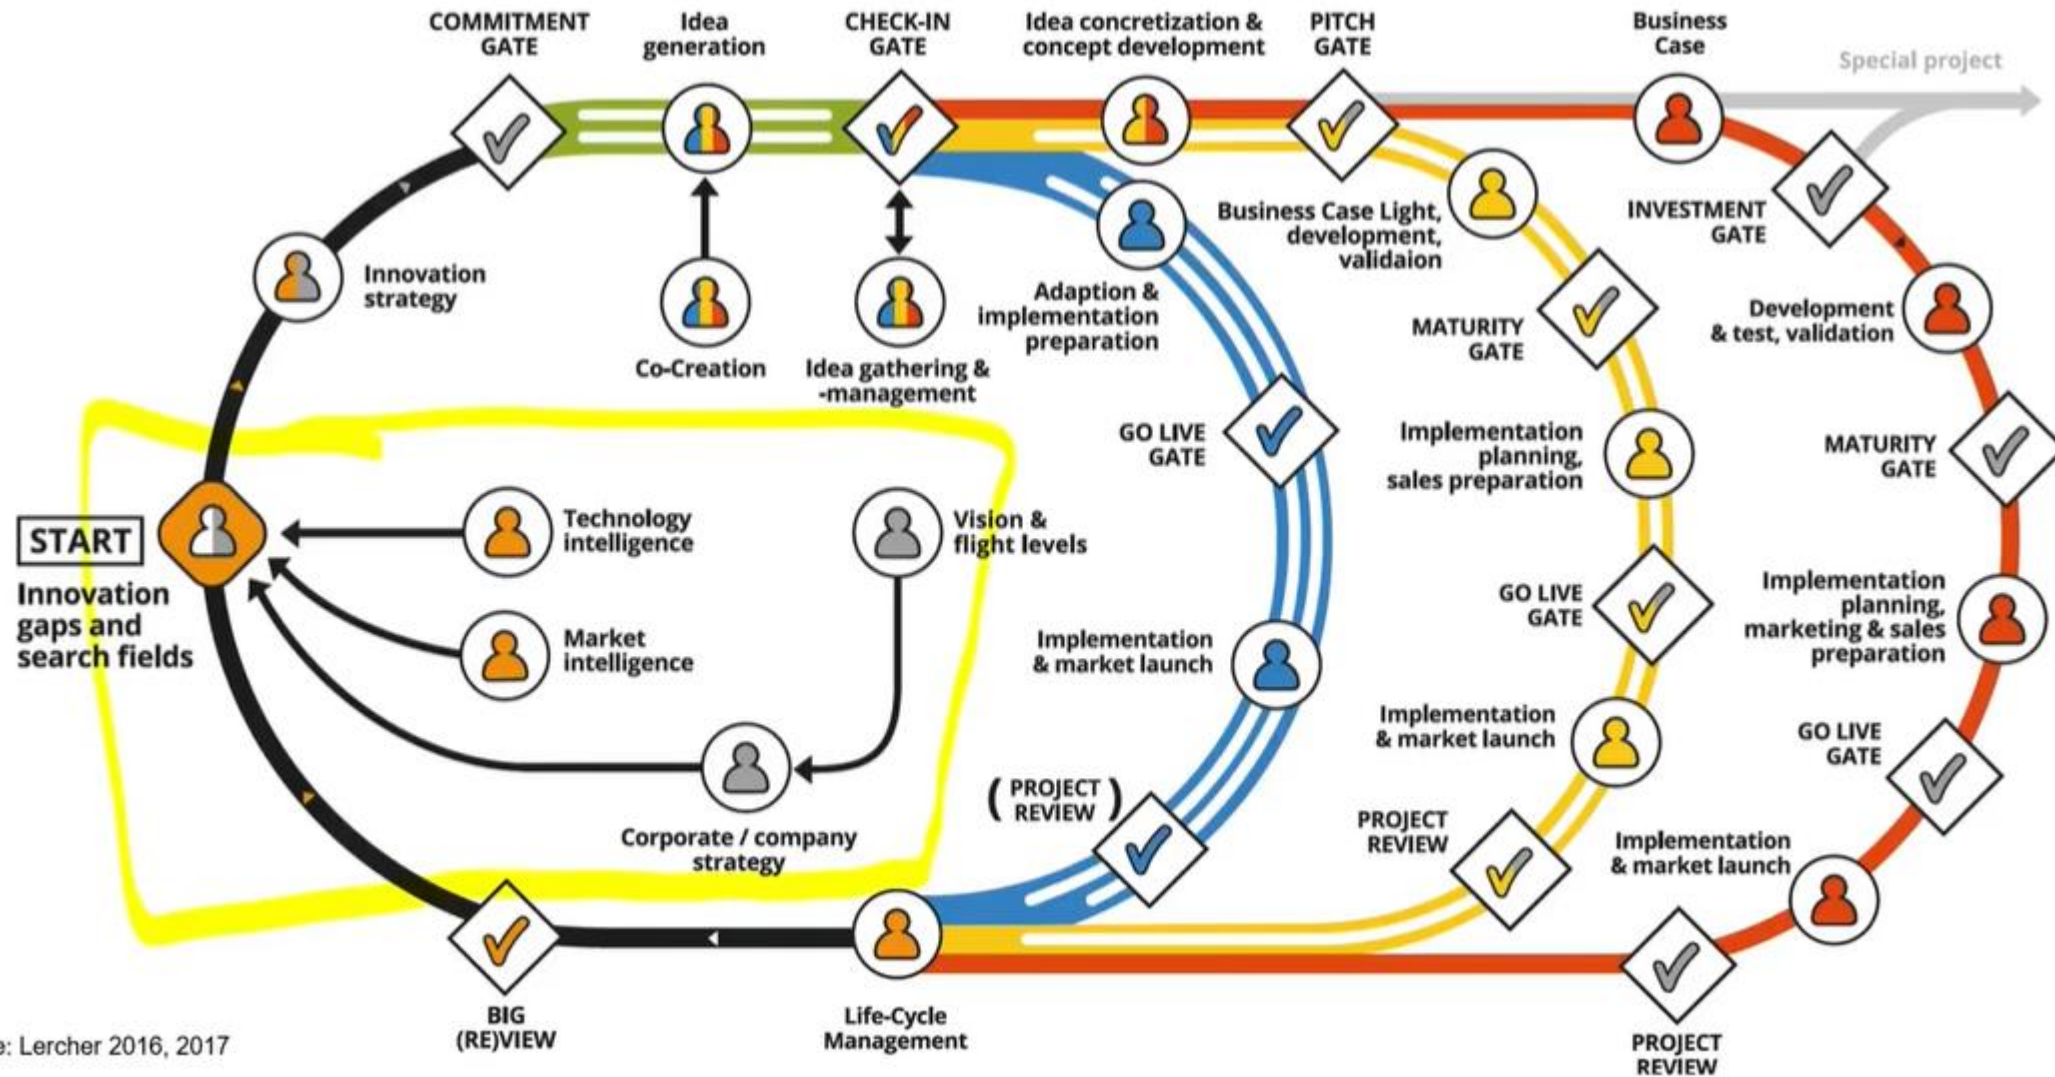 COMMITMENT
GATE
Idea
generation
CHECK-IN
GATE
Idea concretization &
concept development
PITCH
GATE
Business
Case
Special project
Innovation
strategy
Co-Creation
Idea gathering &
-management
Adaption &
implementation
preparation
Business Case Light,
development,
validaion
INVESTMENT
GATE
MATURITY
GATE
Development
& test, validation
GO LIVE
GATE
Implementation
planning,
sales preparation
MATURITY
GATE
START
Innovation
gaps and
search fields
Technology
intelligence
Vision &
flight levels
Market
intelligence
Corporate / company
strategy
Implementation
& market launch
GO LIVE
GATE
Implementation
planning,
marketing & sales
preparation
Implementation
& market launch
GO LIVE
GATE
( PROJECT
REVIEW )
PROJECT
REVIEW
Implementation
& market launch
BIG
(RE)VIEW
Life-Cycle
Management
PROJECT
REVIEW
e: Lercher 2016, 2017